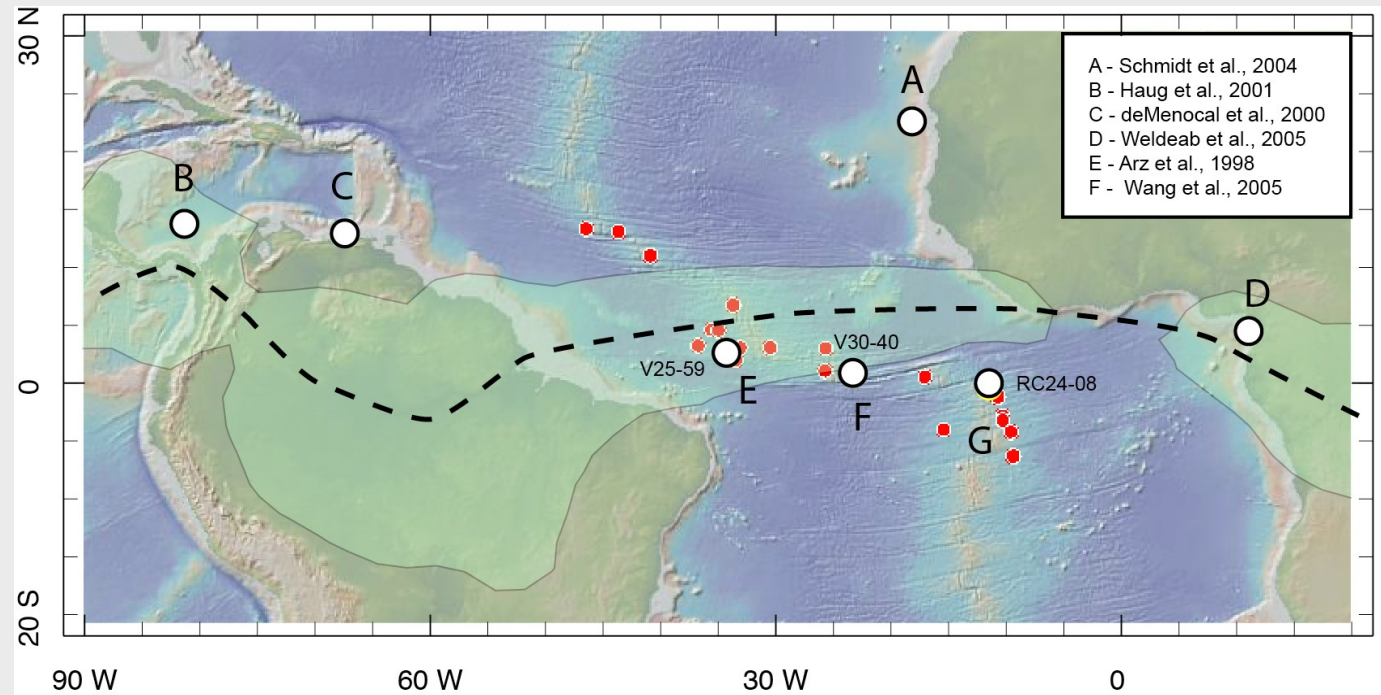 30 N
A - Schmidt et al., 2004
B - Haug et al., 2001
C - deMenocal et al., 2000
D - Weldeab et al., 2005
E - Arz et al., 1998
F - Wang et al., 2005
A
B
C
D
0
V25-59
V30-40
RC24-08
E
F
G
20 S
90 W
60 W
30 W
0